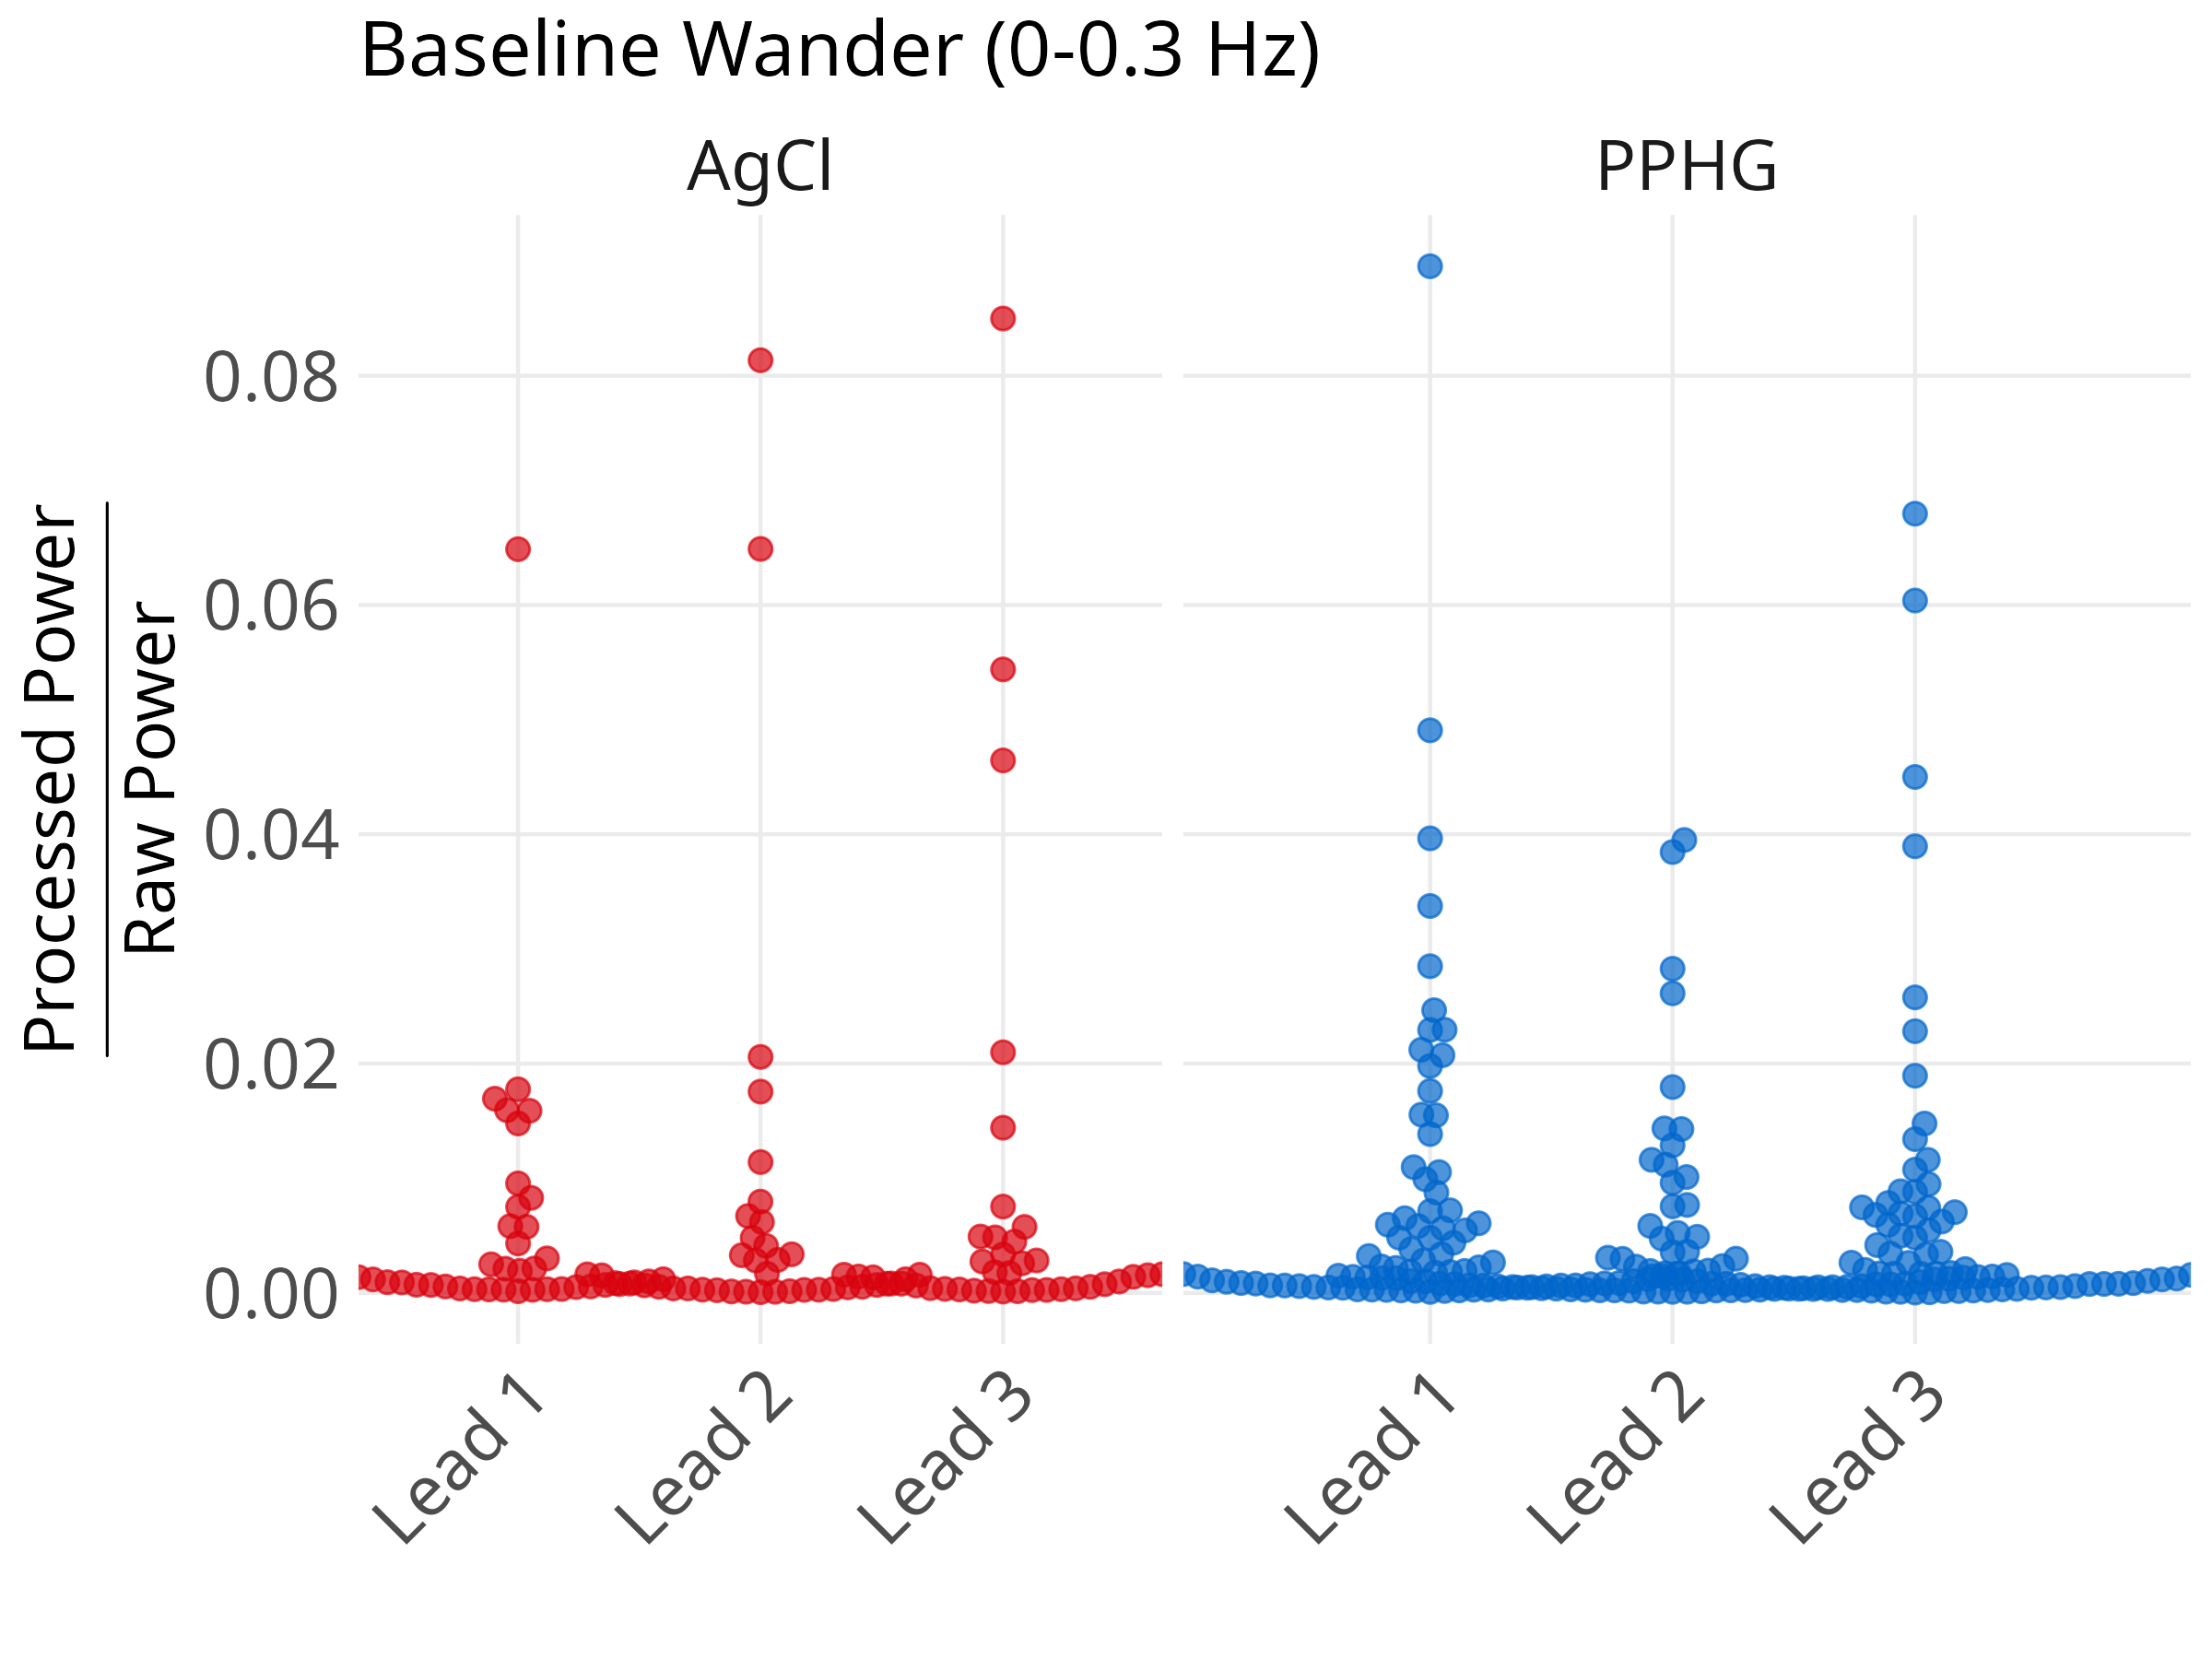 Baseline Wander (0-0.3 Hz)
AgCl
PPHG
Processed Power
Raw Power
0.08
0.06
0.04
0.02
0.00
Lead 1
Lead 2
Lead 3
Lead 1
Lead 2
Lead 3